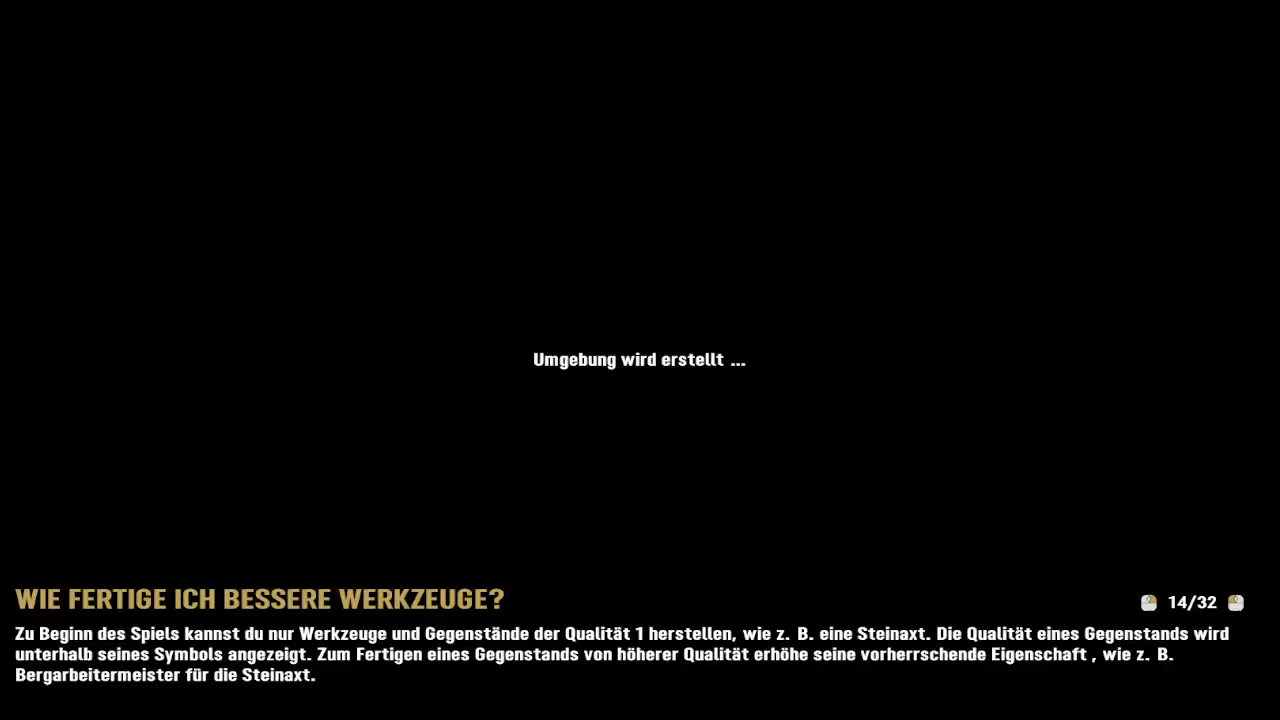 Umgebung wird erstellt ...
WIE FERTIGE ICH BESSERE WERKZEUGE?
14/32
Zu Beginn des Spiels kannst du nur Werkzeuge und Gegenstände der Qualität 1 herstellen, wie z. B. eine Steinaxt. Die Qualität eines Gegenstands wird
unterhalb seines Symbols angezeigt. Zum Fertigen eines Gegenstands von höherer Qualität erhöhe seine vorherrschende Eigenschaft , wie z. B.
Bergarbeitermeister für die Steinaxt.